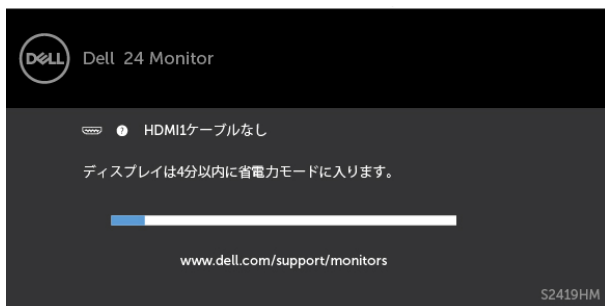 DELL
Dell 24 Monitor
? HDMI1ケーブルなし
ディスプレイは4分以内に省電力モードに入ります。
www.dell.com/support/monitors
S2419HM